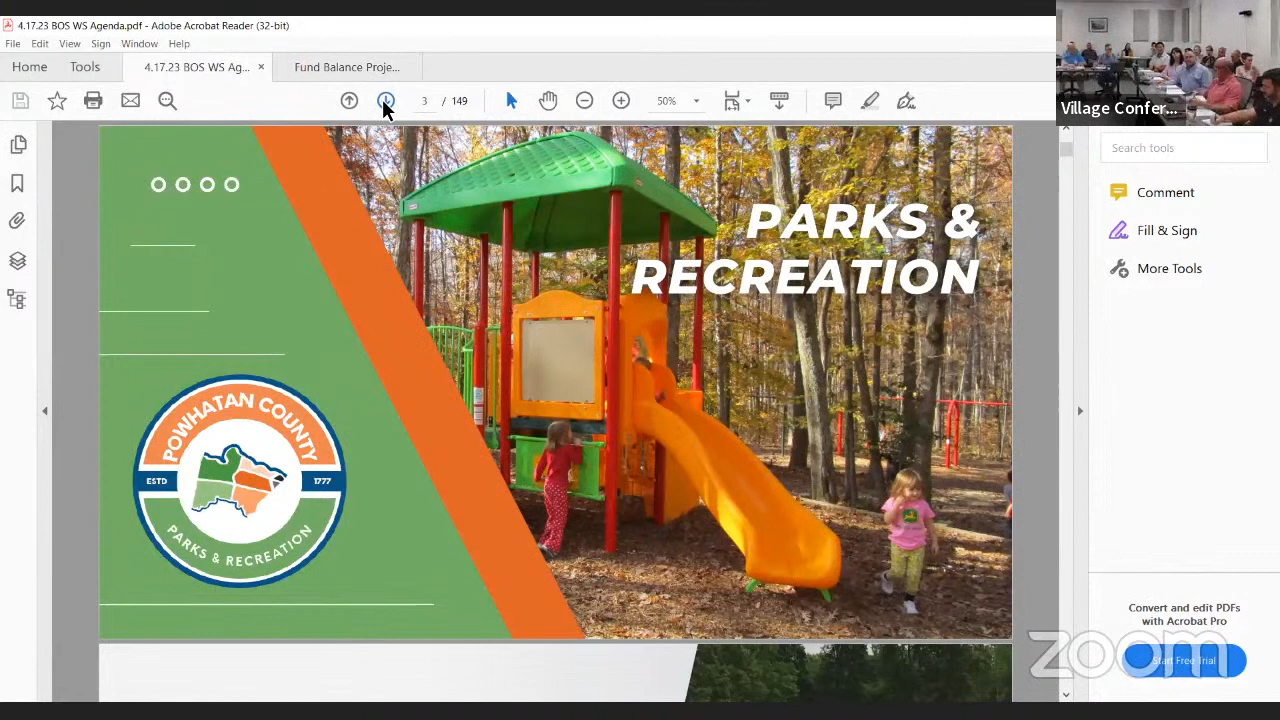 4.17.23 BOS WS Agenda.pdf - Adobe Acrobat Reader (32-bit)
File Edit View Sign Window Help
Home Tools 4.17.23 BOS WS Ag... × Fund Balance Proje...
3 149 50%
Village Confer...
Search tools
Comment
Fill & Sign
More Tools
PARKS &
RECREATION
POWHATAN COUNTY
ESTD 1777
PARKS & RECREATION
Convert and edit PDFs
with Acrobat Pro
Start Free Trial
zoom